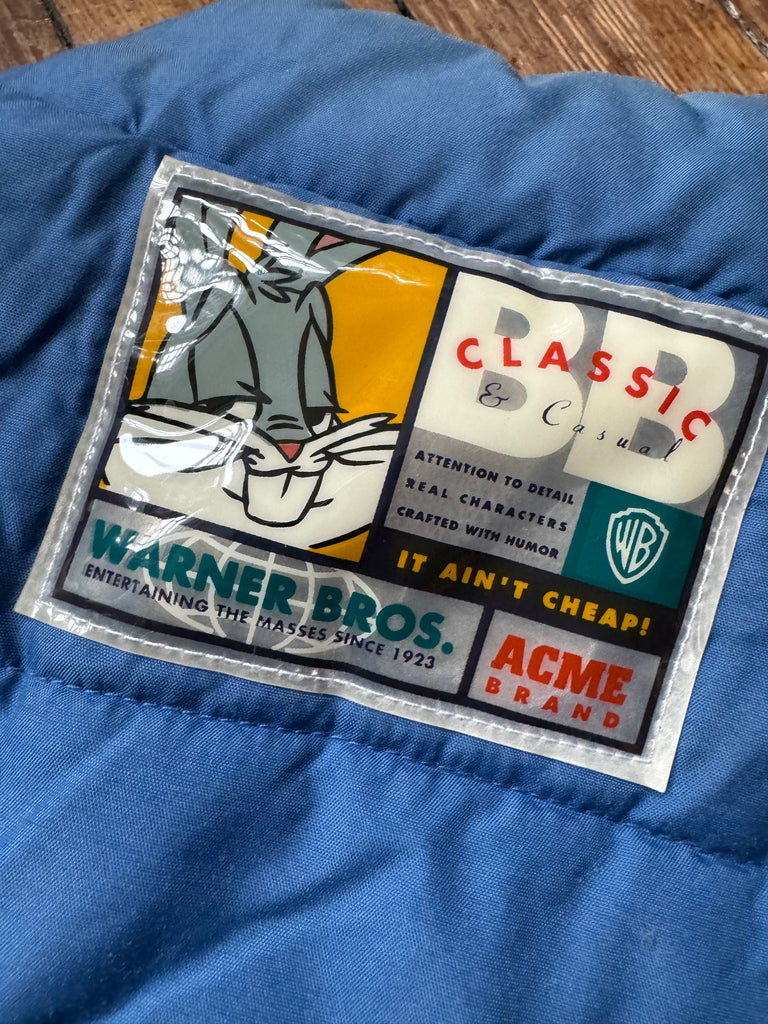 BB
CLASSIC
& Casual
ATTENTION TO DETAIL
REAL CHARACTERS
CRAFTED WITH HUMOR
WB
IT AIN'T CHEAP!
WARNER BROS.
ENTERTAINING THE MASSES SINCE 1923
ACME
BRAND